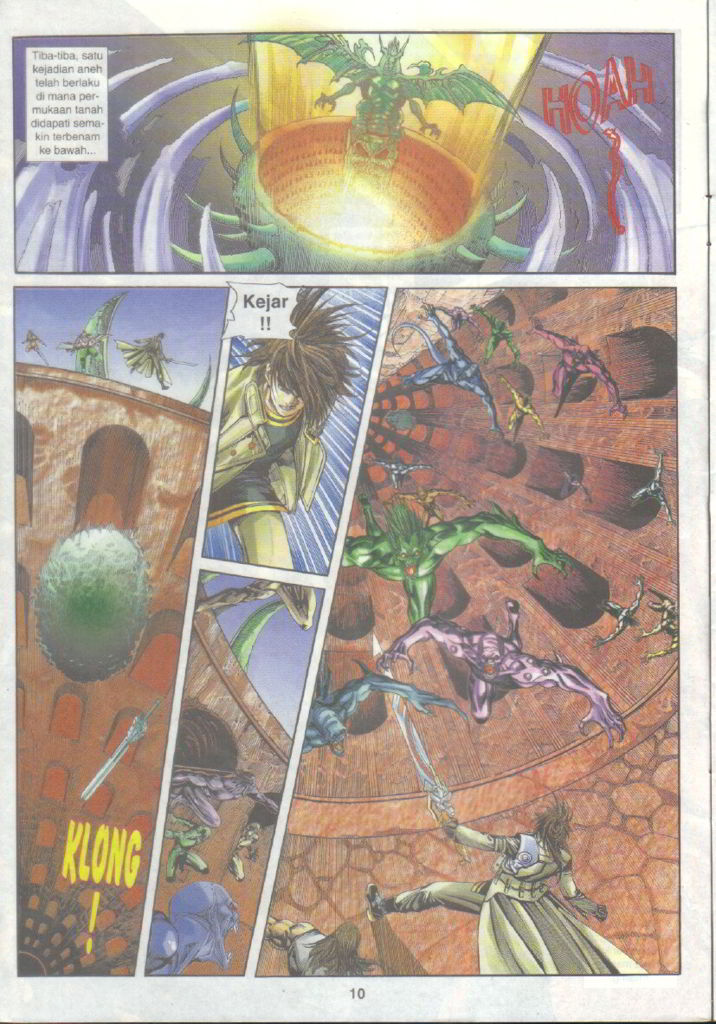 Tiba-tiba, satu
kejadian aneh
telah berlaku
di mana per-
mukaan tanah
didapati sema-
kin terbenam
ke bawah...
HOAH
Kejar
!!
KLONG
!
10